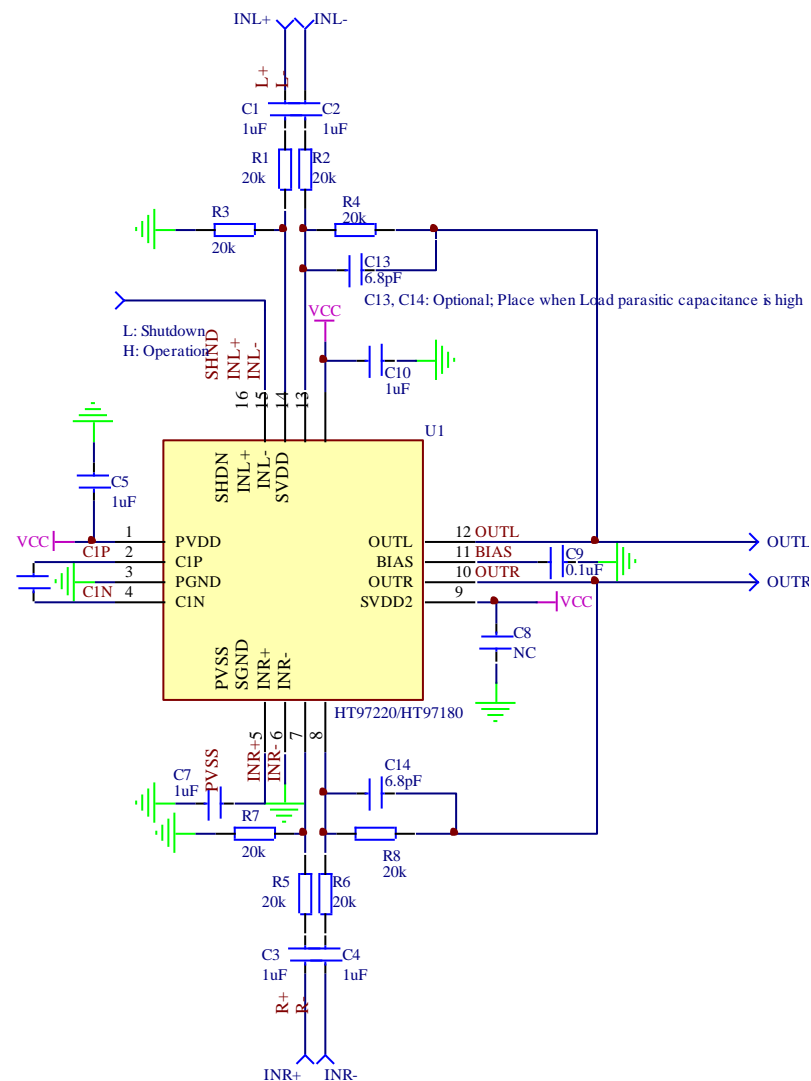 INL+
INL-
L+
L-
C1
C2
1uF
1uF
R1
R2
20k
20k
R3
20k
R4
20k
C13
6.8pF
C13, C14: Optional; Place when Load parasitic capacitance is high
VCC
L: Shutdown
H: Operation
SHND
INL+
INL-
C10
1uF
16
15
14
13
U1
C5
1uF
SHDN
INL+
INL-
SVDD
VCC
1
PVDD
C1P
2
C1P
3
PGND
C1N
4
C1N
OUTL
12
OUTL
OUTL
BIAS
11
BIAS
C9
0.1uF
OUTR
10
OUTR
OUTR
SVDD2
9
VCC
C8
NC
PVSS
SGND
INR+
INR-
HT97220/HT97180
5
6
7
8
INR+
INR-
C7
1uF
PVSS
C14
6.8pF
R7
20k
R8
20k
R5
R6
20k
20k
C3
C4
1uF
1uF
R+
R-
INR+
INR-